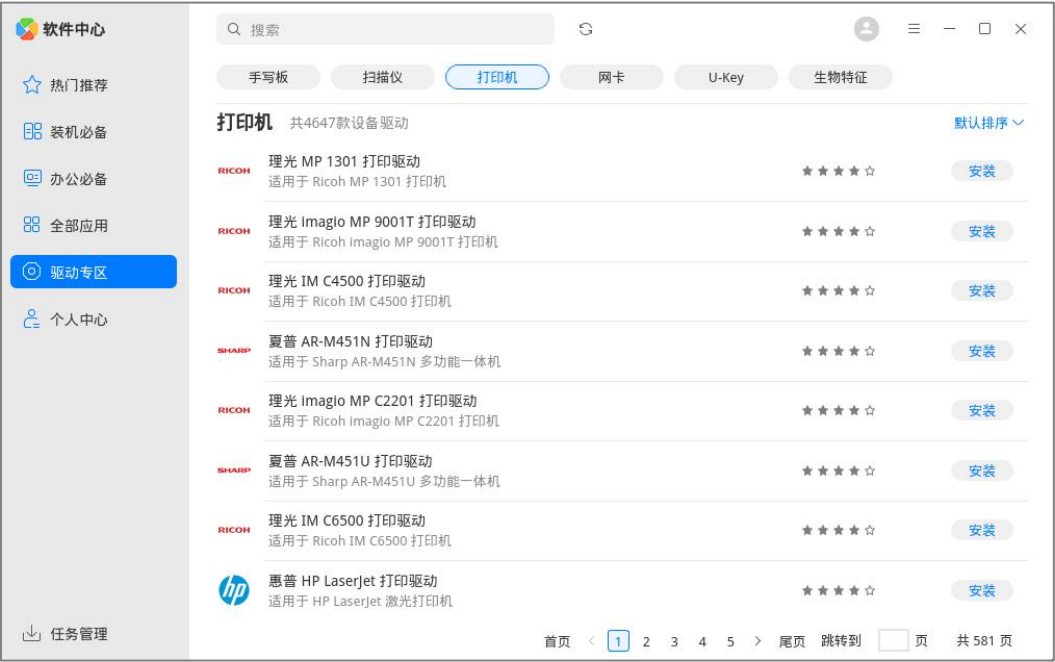 软件中心
搜索
热门推荐
装机必备
办公必备
全部应用
驱动专区
个人中心
任务管理
手写板 扫描仪 打印机 网卡 U-Key 生物特征
打印机 共4647款设备驱动 默认排序
RICOH 理光 MP 1301 打印驱动 安装
适用于 Ricoh MP 1301 打印机
RICOH 理光 imagio MP 9001T 打印驱动 安装
适用于 Ricoh imagio MP 9001T 打印机
RICOH 理光 IM C4500 打印驱动 安装
适用于 Ricoh IM C4500 打印机
SHARP 夏普 AR-M451N 打印驱动 安装
适用于 Sharp AR-M451N 多功能一体机
RICOH 理光 imagio MP C2201 打印驱动 安装
适用于 Ricoh imagio MP C2201 打印机
SHARP 夏普 AR-M451U 打印驱动 安装
适用于 Sharp AR-M451U 多功能一体机
RICOH 理光 IM C6500 打印驱动 安装
适用于 Ricoh IM C6500 打印机
hp 惠普 HP LaserJet 打印驱动 安装
适用于 HP LaserJet 激光打印机
首页 < 1 2 3 4 5 > 尾页 跳转到 页 共 581 页